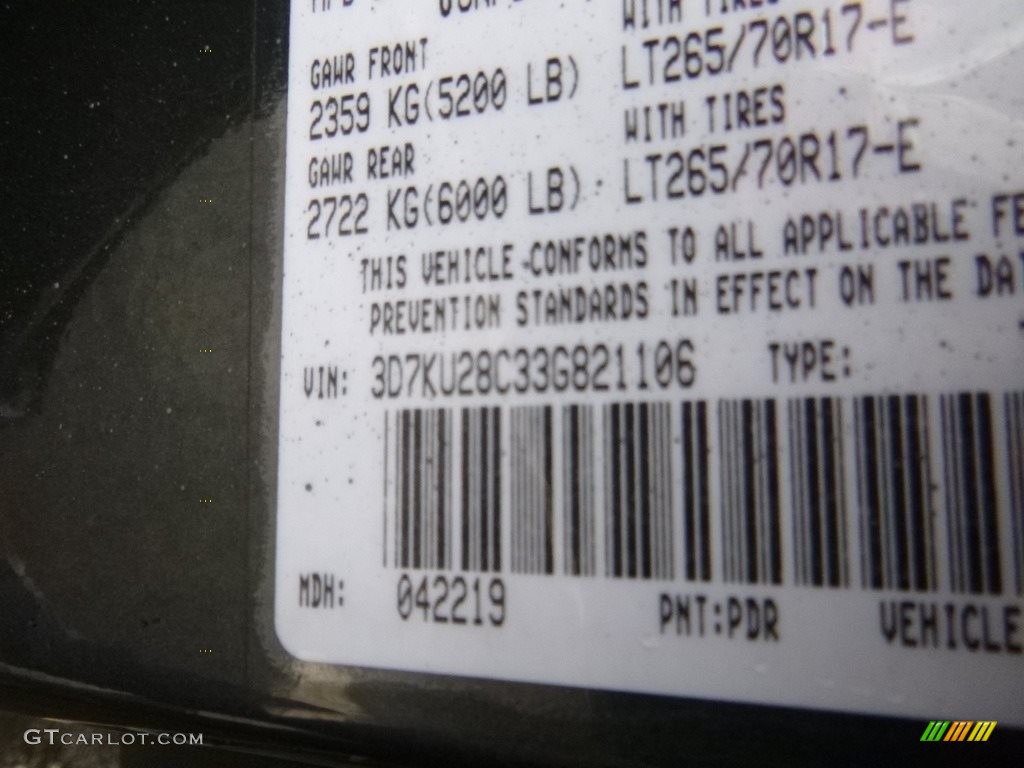 WITH TIRES
GAWR FRONT
2359 KG(5200 LB) LT265/70R17-E
WITH TIRES
GAWR REAR
2722 KG(6000 LB) LT265/70R17-E
THIS VEHICLE CONFORMS TO ALL APPLICABLE FE
PREVENTION STANDARDS IN EFFECT ON THE DA
VIN: 3D7KU28C33G821106 TYPE:
MDH: 042219 PNT:PDR VEHICLE
GTCARLOT.COM